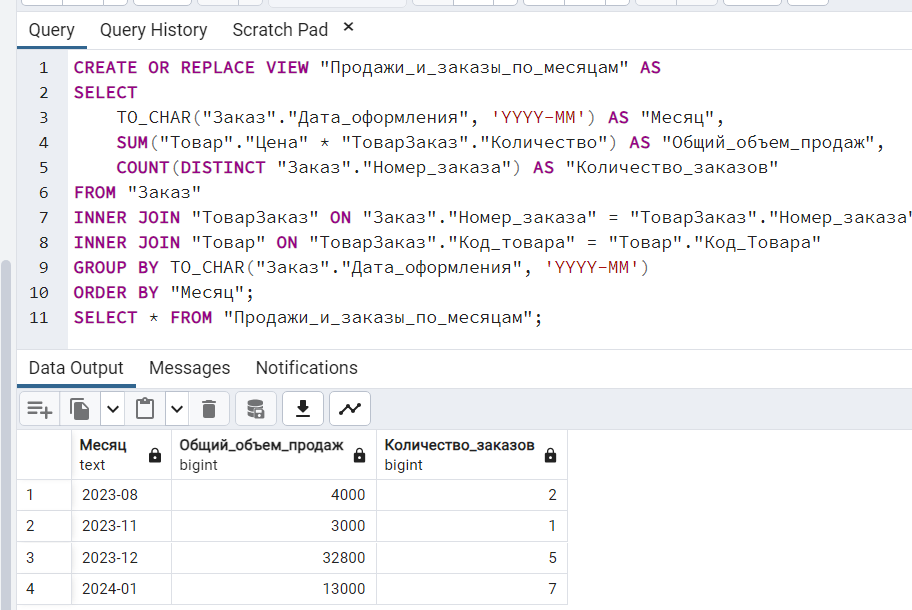 Query Query History Scratch Pad ×
1 CREATE OR REPLACE VIEW "Продажи_и_заказы_по_месяцам" AS
2 SELECT
3 TO_CHAR("Заказ"."Дата_оформления", 'YYYY-MM') AS "Месяц",
4 SUM("Товар"."Цена" * "ТоварЗаказ"."Количество") AS "Общий_объем_продаж",
5 COUNT(DISTINCT "Заказ"."Номер_заказа") AS "Количество_заказов"
6 FROM "Заказ"
7 INNER JOIN "ТоварЗаказ" ON "Заказ"."Номер_заказа" = "ТоварЗаказ"."Номер_заказа"
8 INNER JOIN "Товар" ON "ТоварЗаказ"."Код_товара" = "Товар"."Код_Товара"
9 GROUP BY TO_CHAR("Заказ"."Дата_оформления", 'YYYY-MM')
10 ORDER BY "Месяц";
11 SELECT * FROM "Продажи_и_заказы_по_месяцам";
Data Output Messages Notifications
Месяц Общий_объем_продаж Количество_заказов
text bigint bigint
1 2023-08 4000 2
2 2023-11 3000 1
3 2023-12 32800 5
4 2024-01 13000 7